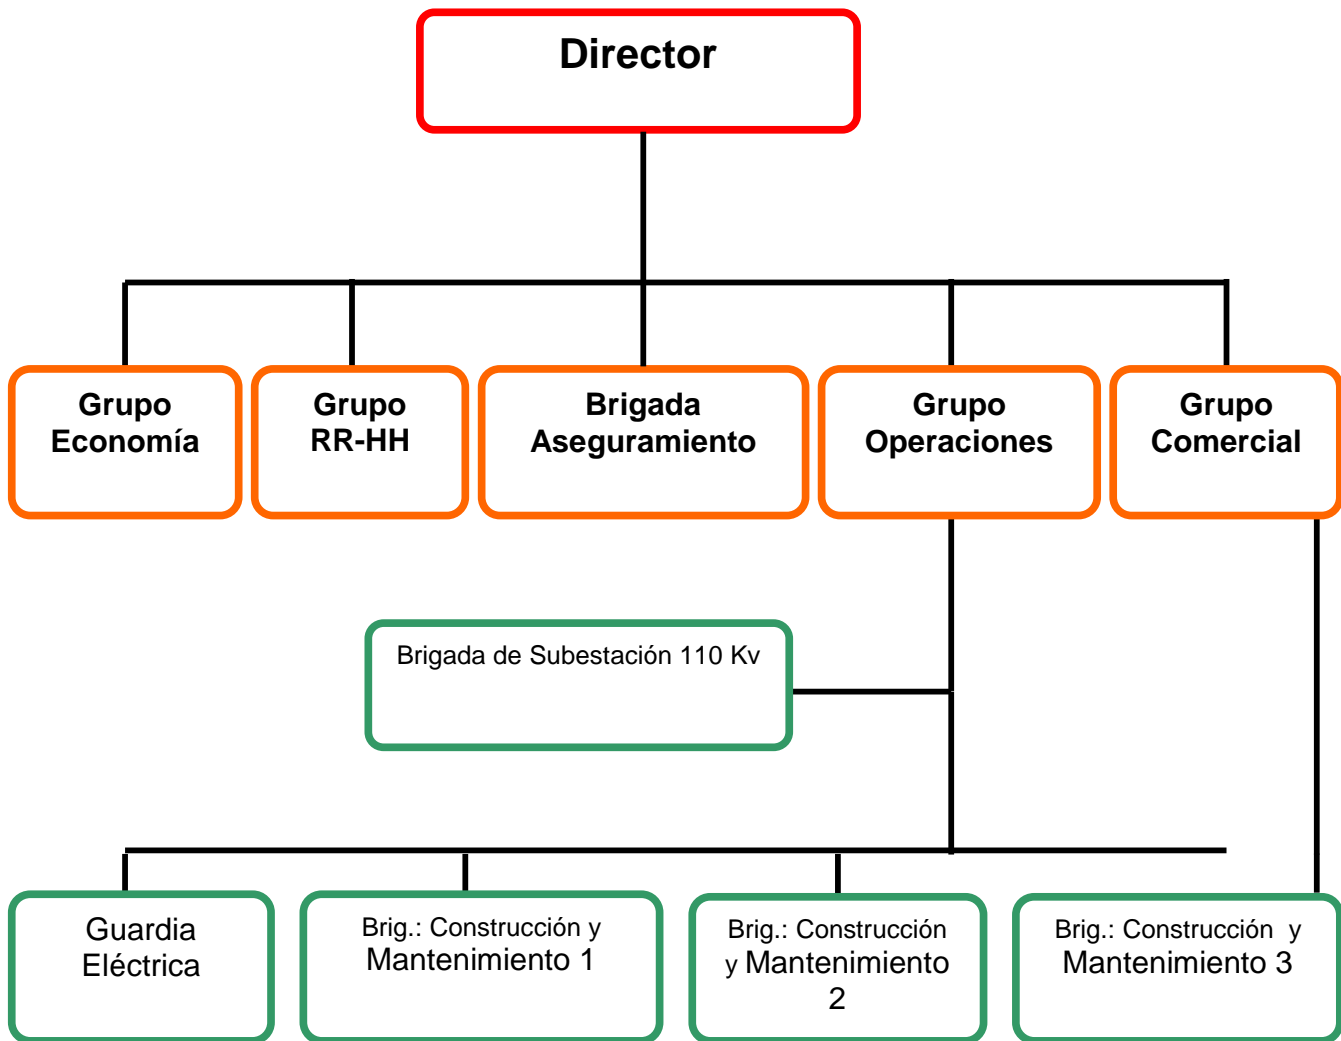 Director
Grupo
Economía
Grupo
RR-HH
Brigada
Aseguramiento
Grupo
Operaciones
Grupo
Comercial
Brigada de Subestación 110 Kv
Guardia
Eléctrica
Brig.: Construcción y
Mantenimiento 1
Brig.: Construcción
y Mantenimiento
2
Brig.: Construcción y
Mantenimiento 3